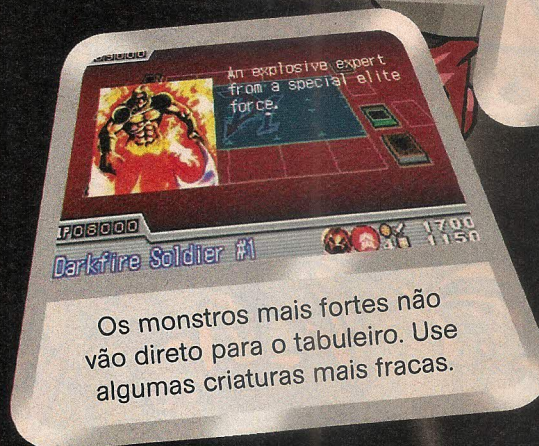 An explosive expert
from a special elite
force.
LP08000
Darkfire Soldier #1
1700
1150
Os monstros mais fortes não
vão direto para o tabuleiro. Use
algumas criaturas mais fracas.